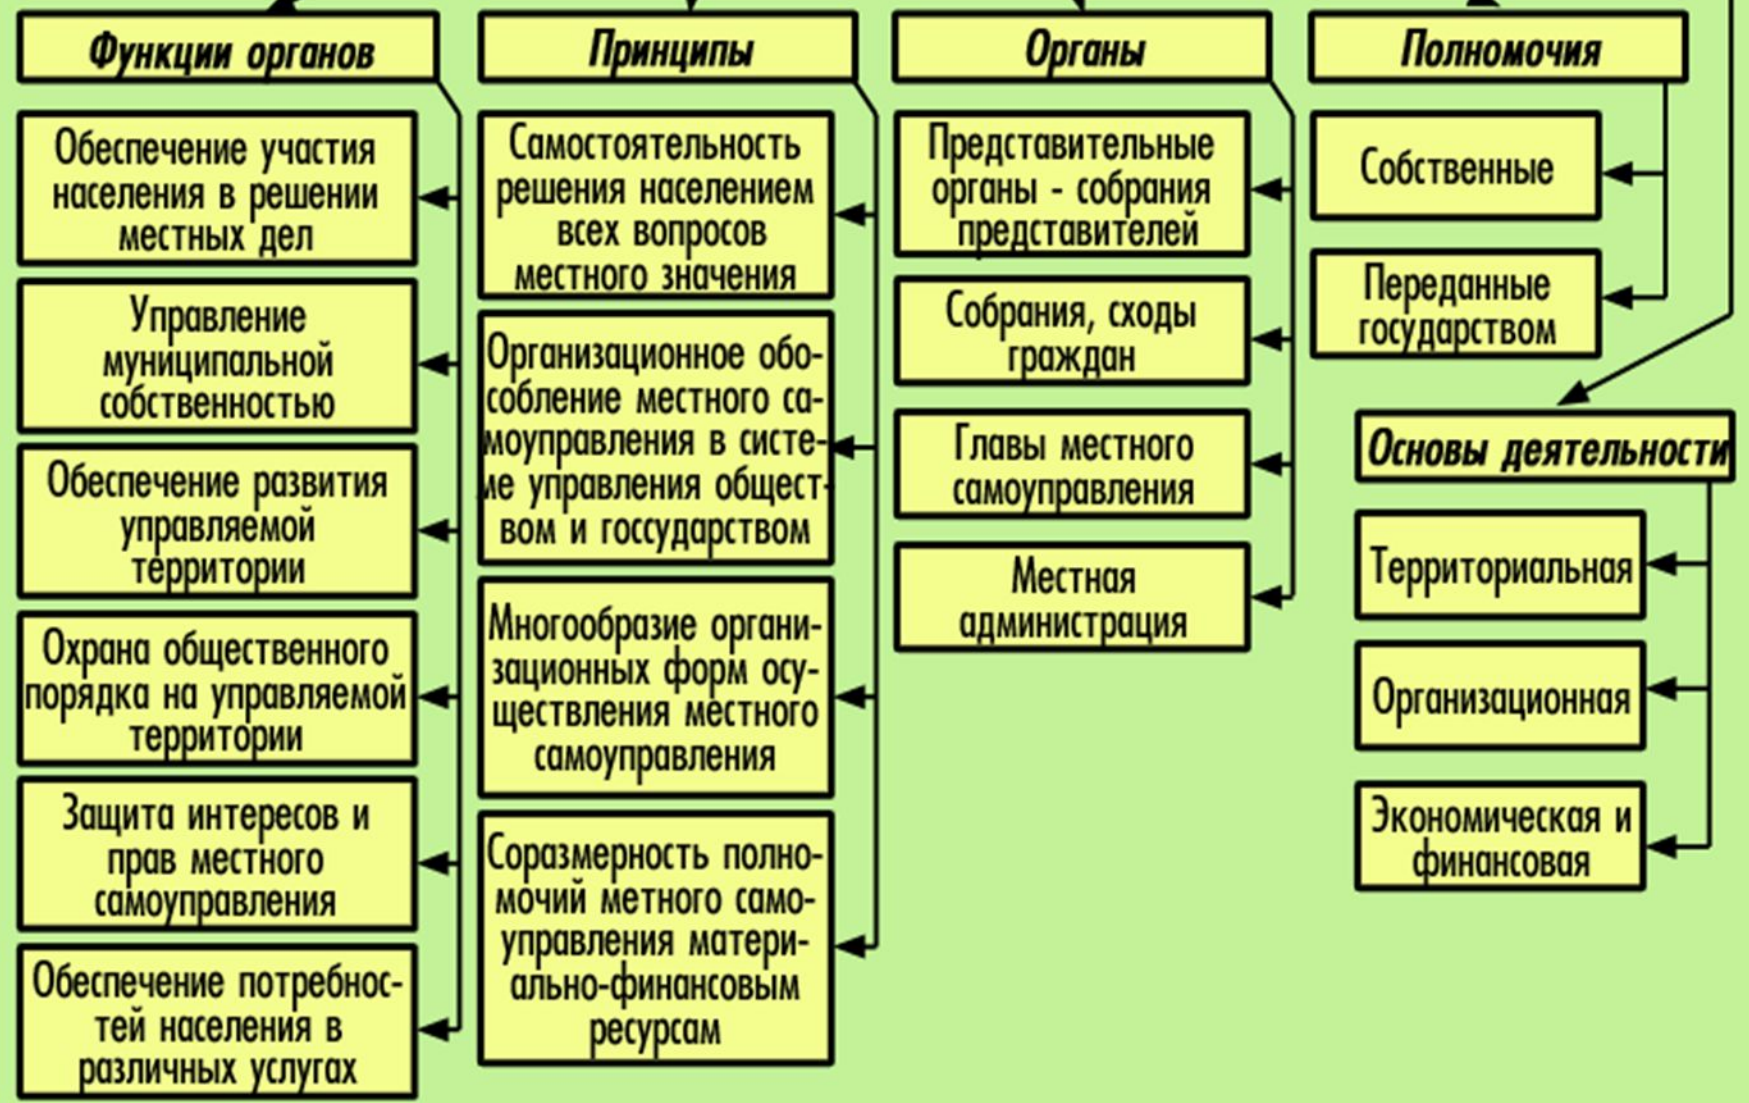 Функции органов
Обеспечение участия
населения в решении
местных дел
Управление
муниципальной
собственностью
Обеспечение развития
управляемой
территории
Охрана общественного
порядка на управляемой
территории
Защита интересов и
прав местного
самоуправления
Обеспечение потребнос-
тей населения в
различных услугах
Принципы
Самостоятельность
решения населением
всех вопросов
местного значения
Организационное обо-
собление местного са-
моуправления в систе-
ме управления общест-
вом и госсударством
Многообразие органи-
зационных форм осу-
ществления местного
самоуправления
Соразмерность полно-
мочий метного само-
управления матери-
ально-финансовым
ресурсам
Органы
Представительные
органы - собрания
представителей
Собрания, сходы
граждан
Главы местного
самоуправления
Местная
администрация
Полномочия
Собственные
Переданные
государством
Основы деятельности
Территориальная
Организационная
Экономическая и
финансовая